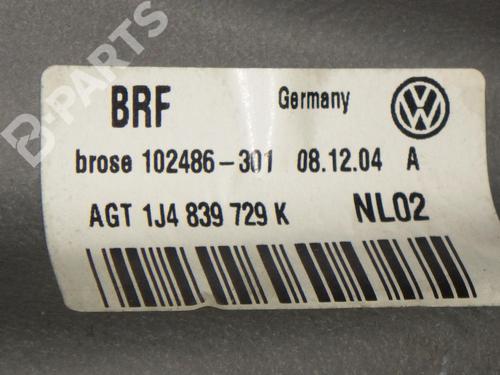 B-PARTS
BRF Germany
brose 102486-301 08.12.04 A
AGT 1J4 839 729 K NL02